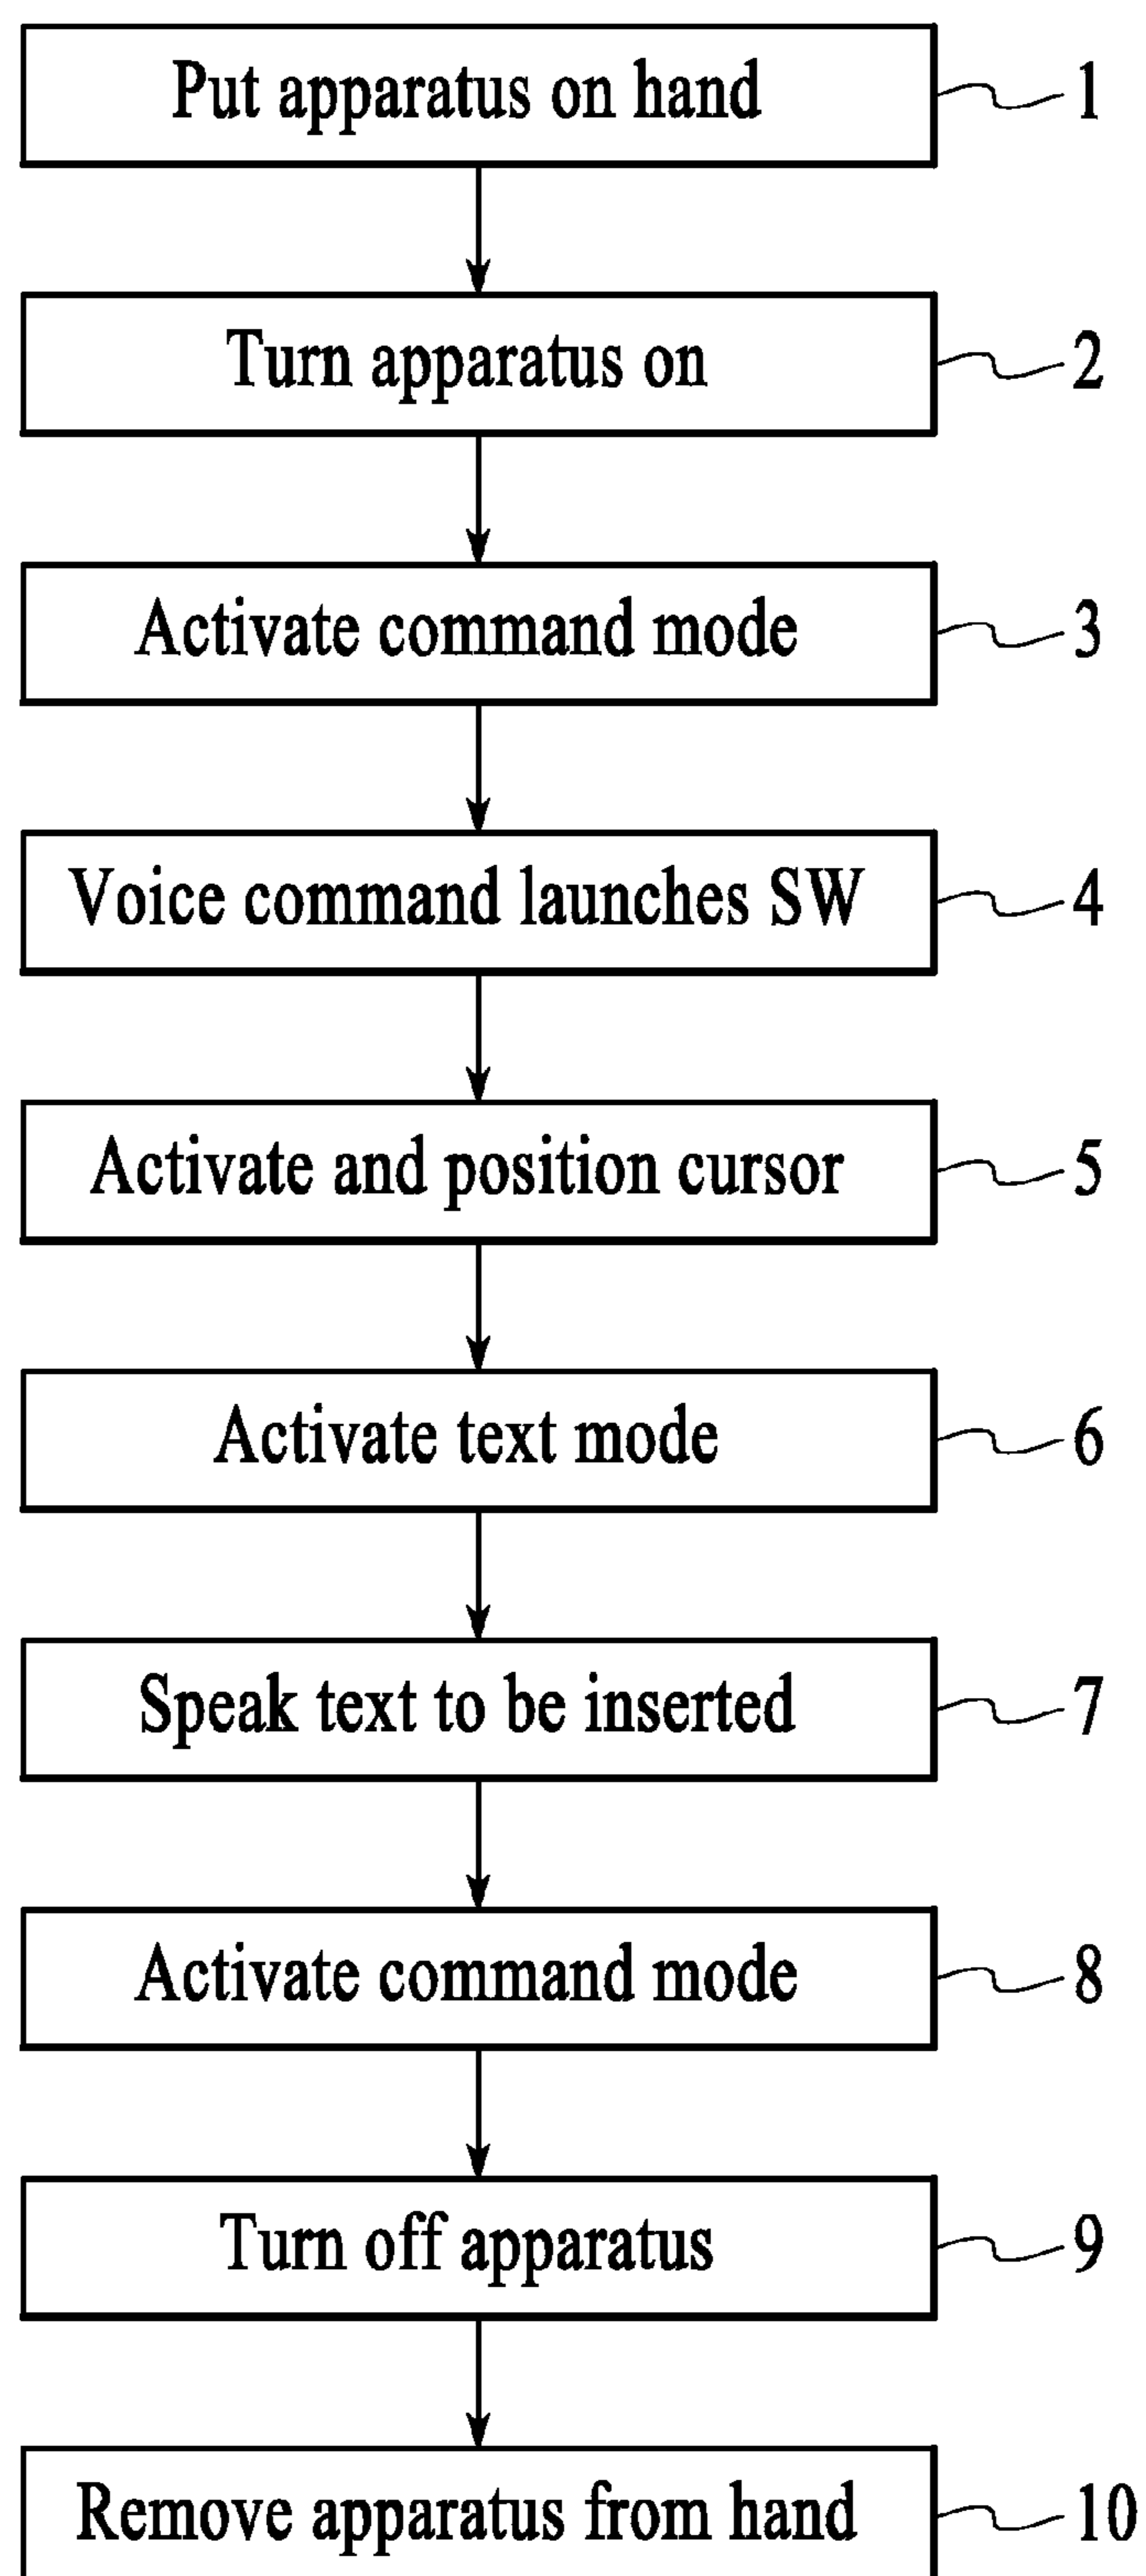 Put apparatus on hand 1
Turn apparatus on 2
Activate command mode 3
Voice command launches SW 4
Activate and position cursor 5
Activate text mode 6
Speak text to be inserted 7
Activate command mode 8
Turn off apparatus 9
Remove apparatus from hand 10